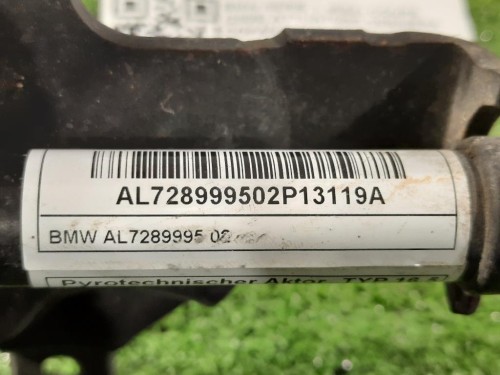 AL728999502P13119A
BMW AL7289995 02
Pyrotechnischer Aktor TYP